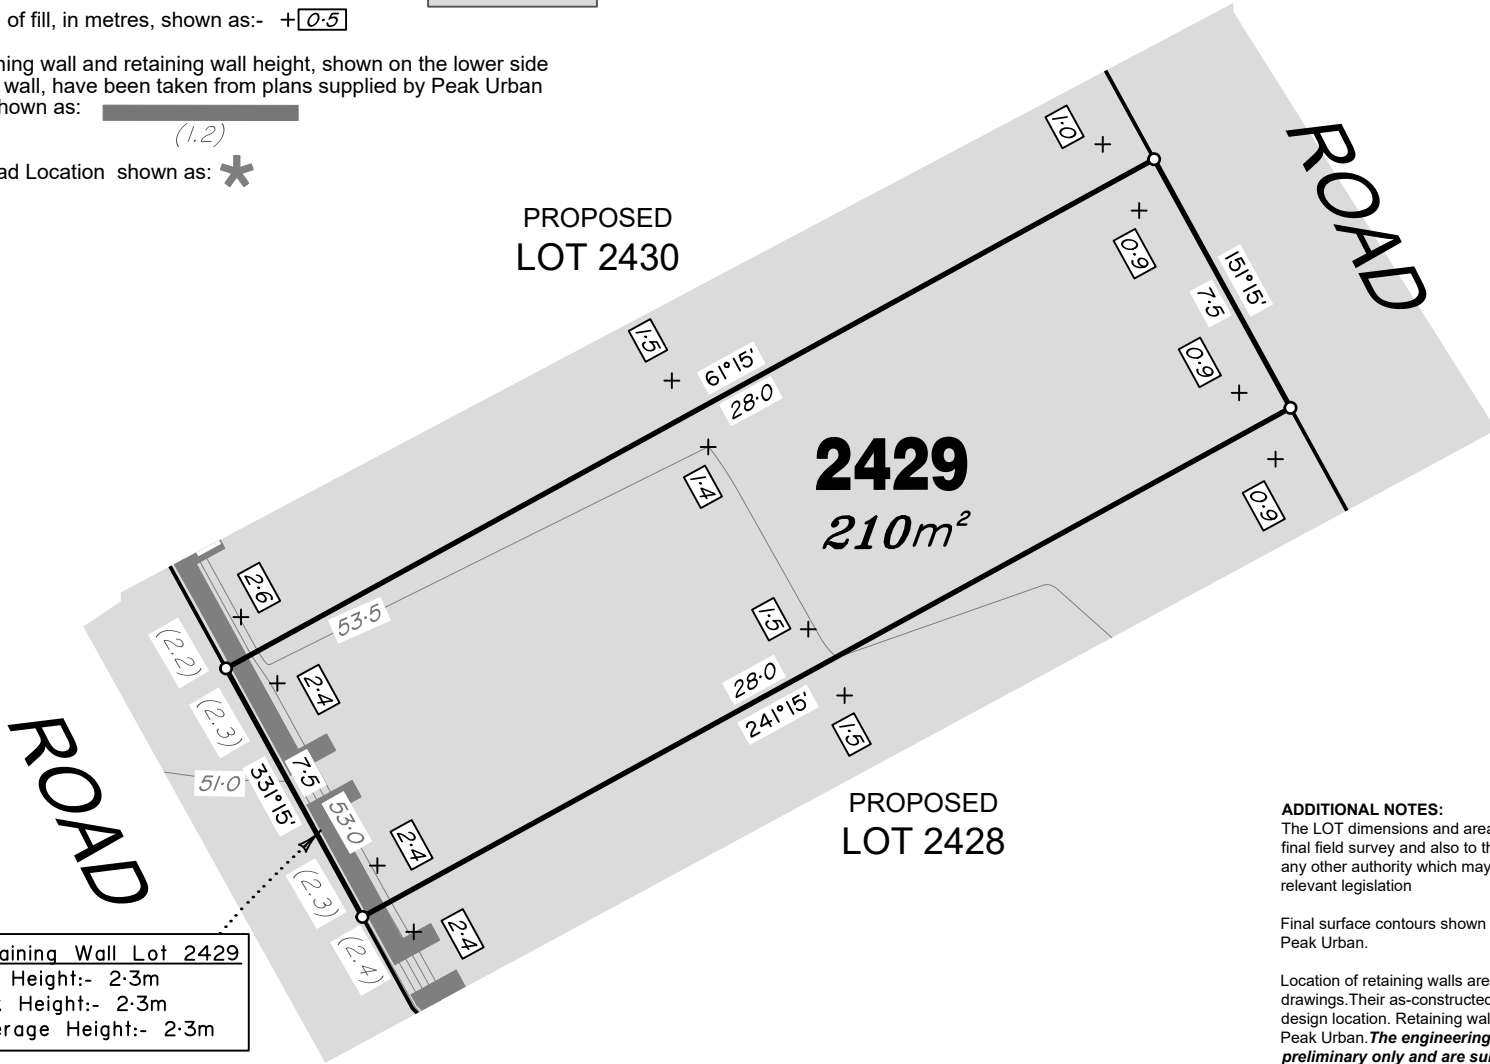 of fill, in metres, shown as:- +0·5
ning wall and retaining wall height, shown on the lower side
wall, have been taken from plans supplied by Peak Urban
hown as:
(1.2)
ad Location shown as:
PROPOSED
LOT 2430
ROAD
1·0
0·9
151°15'
7·5
0·9
1·5
61°15'
28·0
2429
210m²
1·4
0·9
2·6
53·5
1·5
(2.2)
2·4
28·0
241°15'
(2.3)
1·5
ROAD
51·0
331°15'
7·5
53·0
2·4
PROPOSED
LOT 2428
(2.3)
2·4
(2.4)
aining Wall Lot 2429
Height:- 2·3m
Height:- 2·3m
erage Height:- 2·3m
ADDITIONAL NOTES:
The LOT dimensions and area
final field survey and also to th
any other authority which may
relevant legislation
Final surface contours shown
Peak Urban.
Location of retaining walls are
drawings.Their as-constructed
design location. Retaining wal
Peak Urban.The engineering
preliminary only and are su